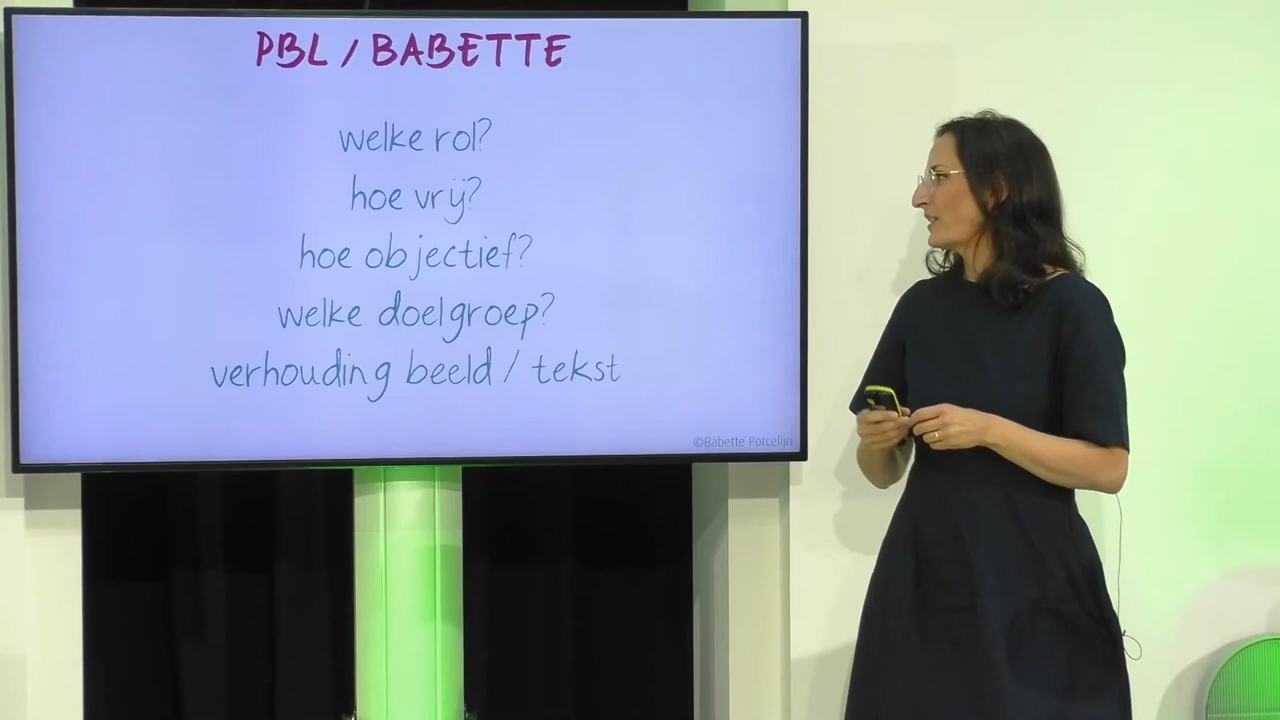 PBL / BABETTE
welke rol?
hoe vrij?
hoe objectief?
welke doelgroep?
verhouding beeld / tekst
©Babette Porcelijn